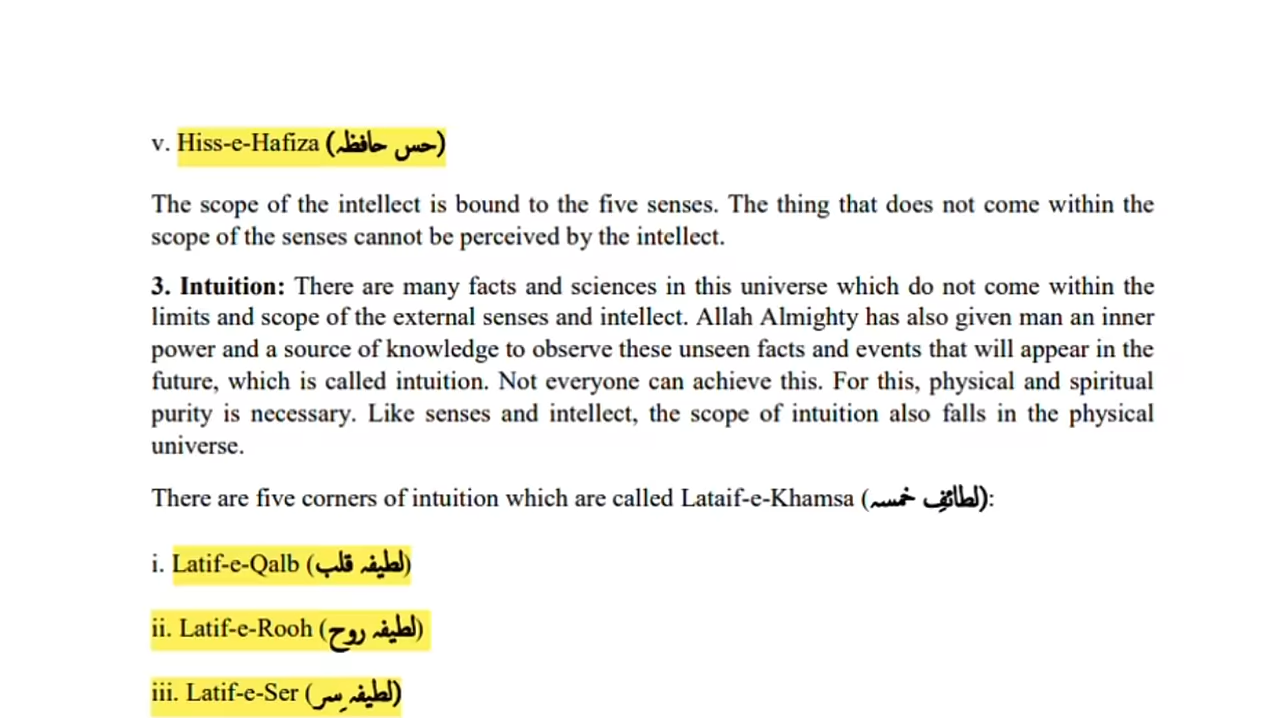 v. Hiss-e-Hafiza (حس حافظہ)
The scope of the intellect is bound to the five senses. The thing that does not come within the
scope of the senses cannot be perceived by the intellect.
3. Intuition: There are many facts and sciences in this universe which do not come within the
limits and scope of the external senses and intellect. Allah Almighty has also given man an inner
power and a source of knowledge to observe these unseen facts and events that will appear in the
future, which is called intuition. Not everyone can achieve this. For this, physical and spiritual
purity is necessary. Like senses and intellect, the scope of intuition also falls in the physical
universe.
There are five corners of intuition which are called Lataif-e-Khamsa (لطائفِ خمسہ):
i. Latif-e-Qalb (لطیفہ قلب)
ii. Latif-e-Rooh (لطیفہ روح)
iii. Latif-e-Ser (لطیفہ سِر)